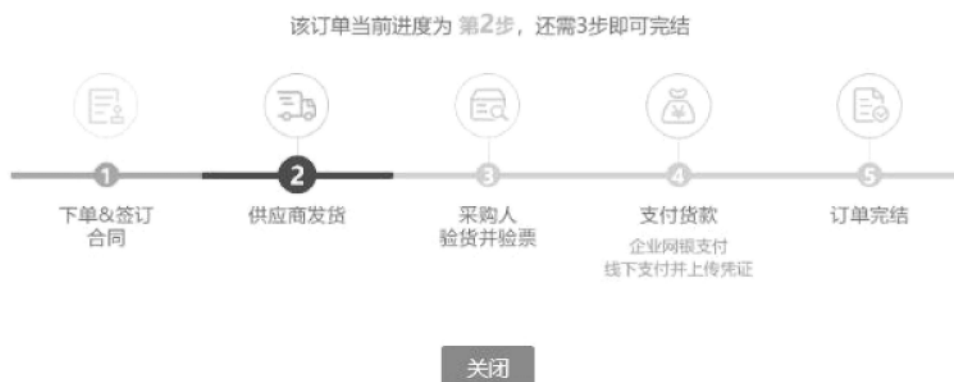 该订单当前进度为 第2步，还需3步即可完结
1
2
3
4
5
下单&签订
合同
供应商发货
采购人
验货并验票
支付货款
企业网银支付
线下支付并上传凭证
订单完结
关闭